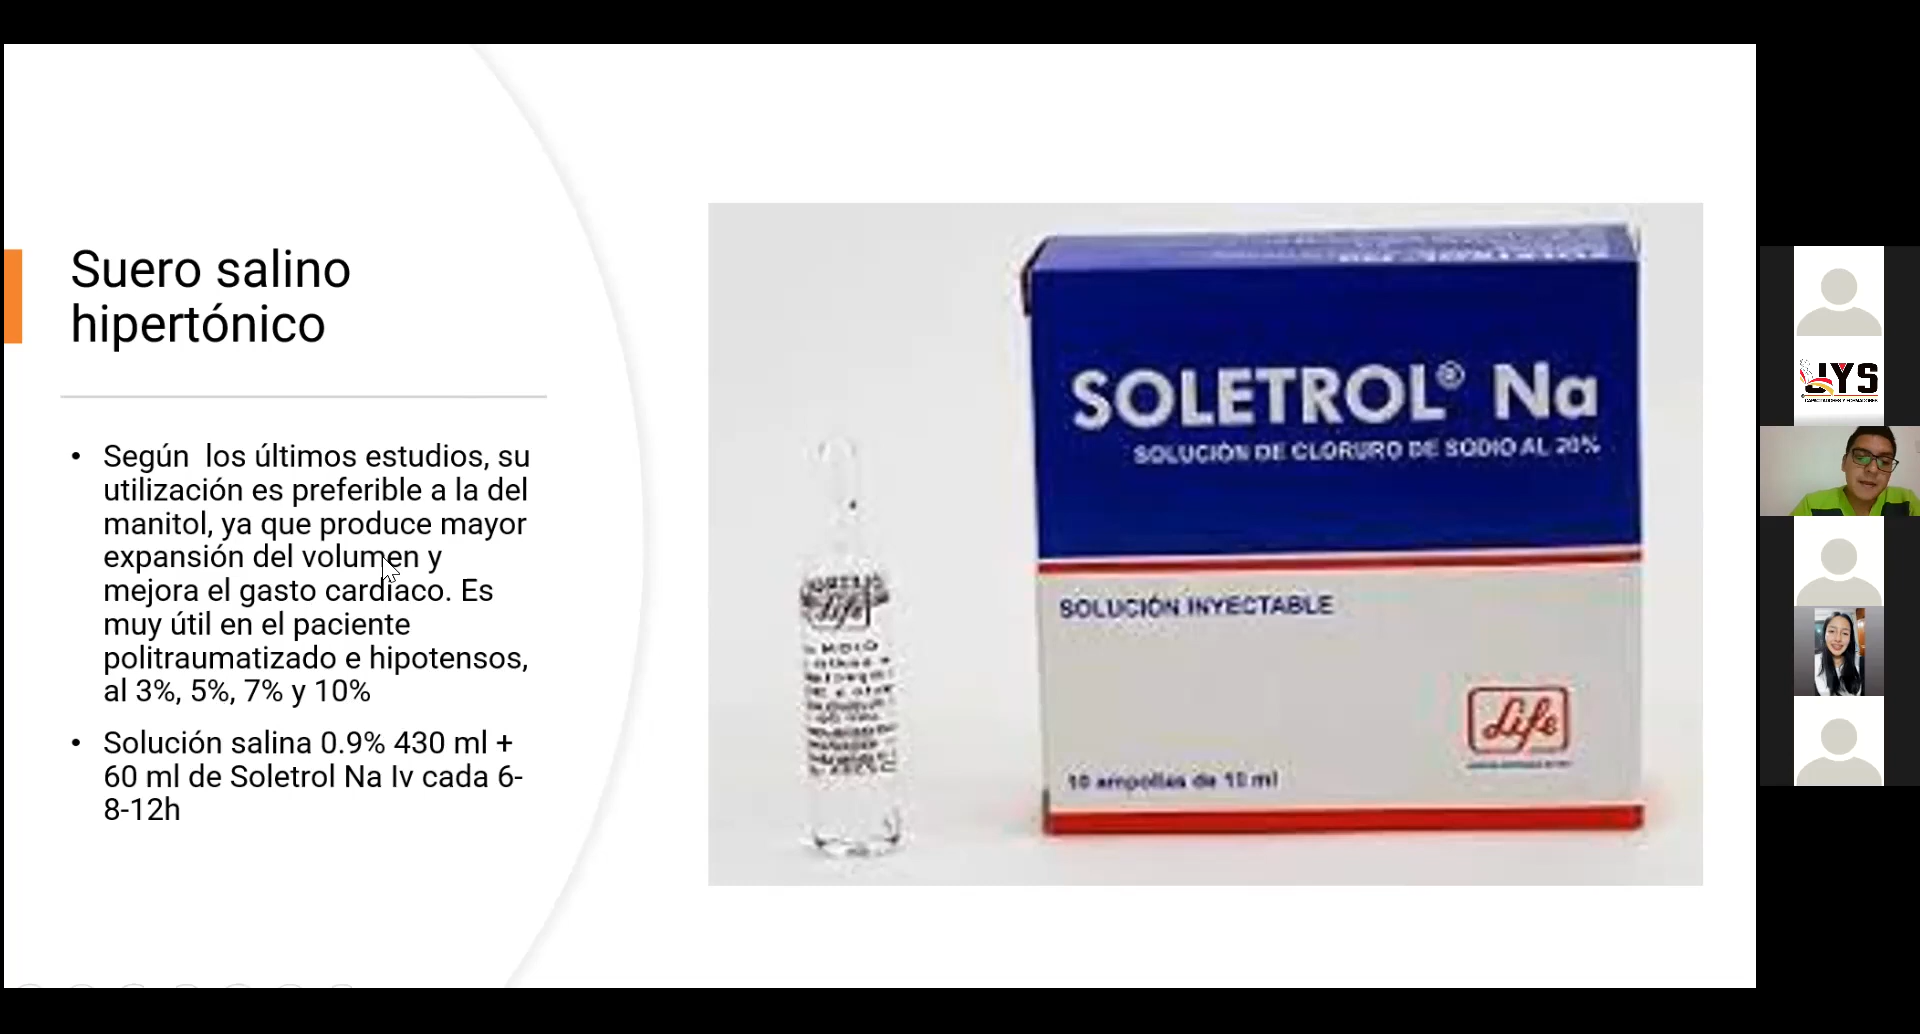 Suero salino
hipertónico
• Según  los últimos estudios, su
utilización es preferible a la del
manitol, ya que produce mayor
expansión del volumen y
mejora el gasto cardiaco. Es
muy útil en el paciente
politraumatizado e hipotensos,
al 3%, 5%, 7% y 10%
• Solución salina 0.9% 430 ml +
60 ml de Soletrol Na Iv cada 6-
8-12h
SOLETROL® Na
SOLUCIÓN DE CLORURO DE SODIO AL 20%
SOLUCIÓN INYECTABLE
Life
10 ampollas de 10 ml
Life
JYS
CAPACITADORES Y FORMADORES